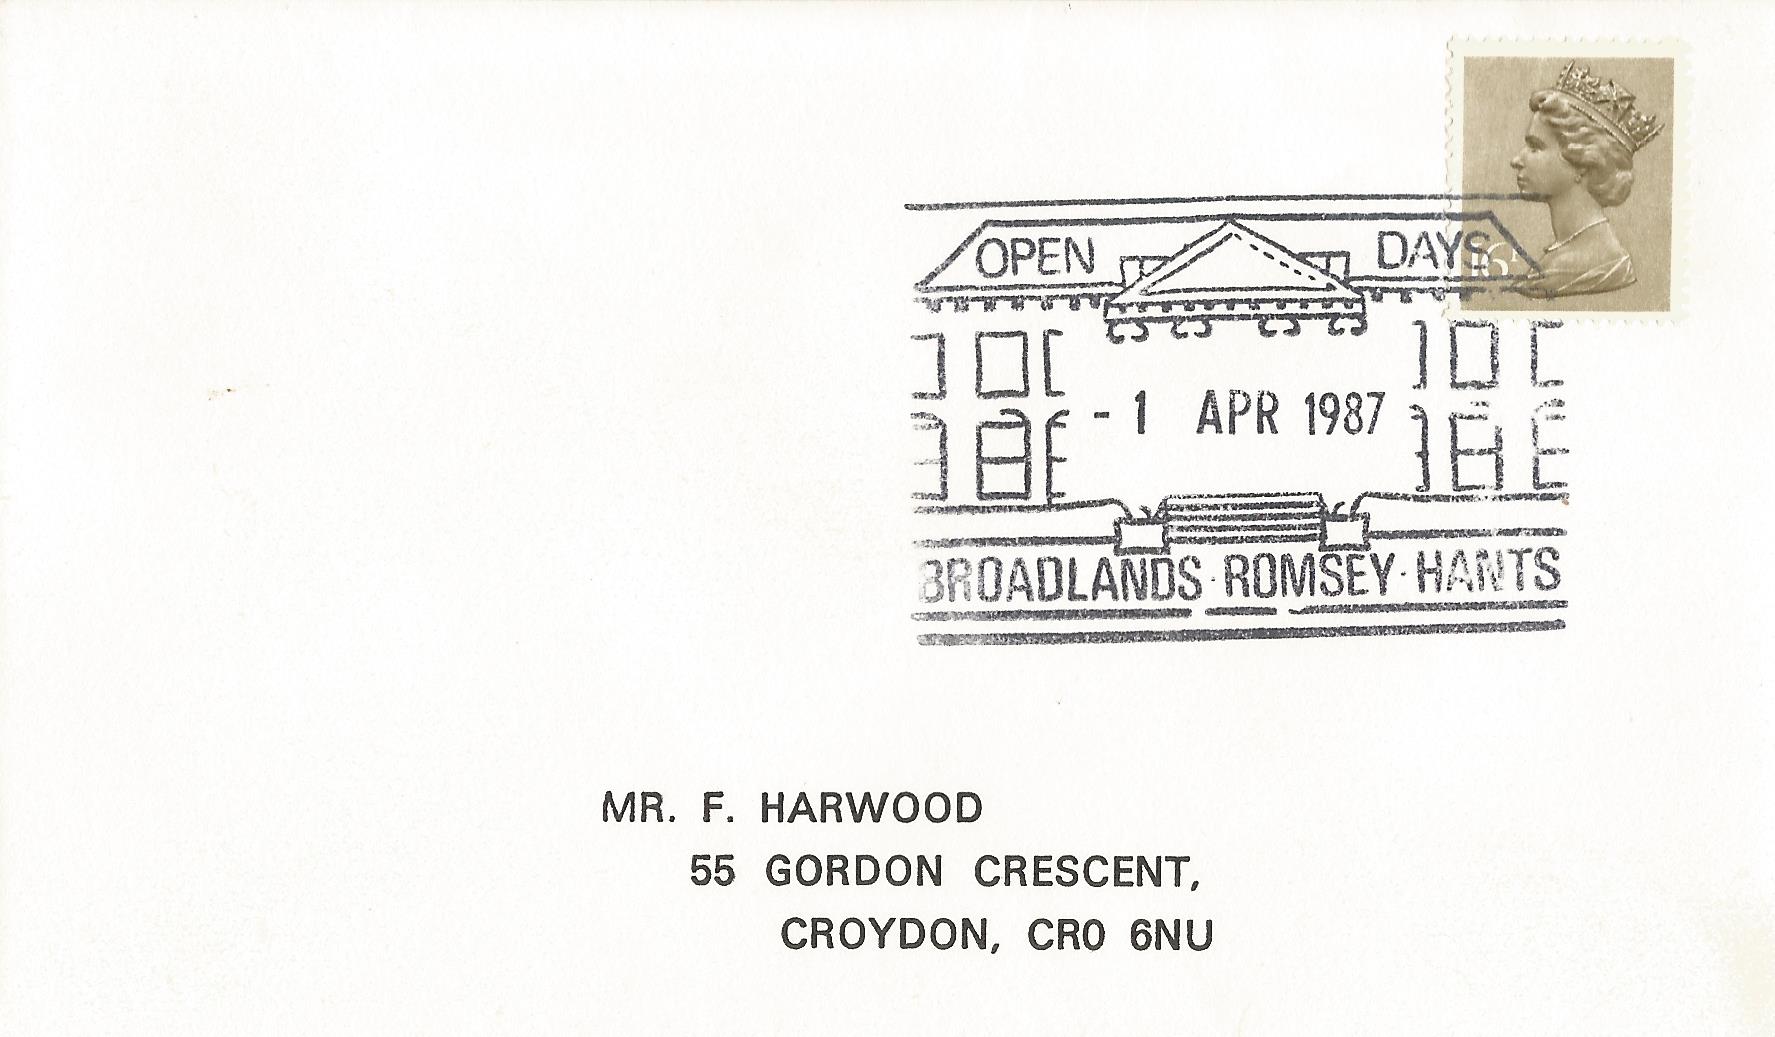 OPEN DAYS
- 1 APR 1987
BROADLANDS · ROMSEY · HANTS
MR. F. HARWOOD
55 GORDON CRESCENT,
CROYDON, CR0 6NU